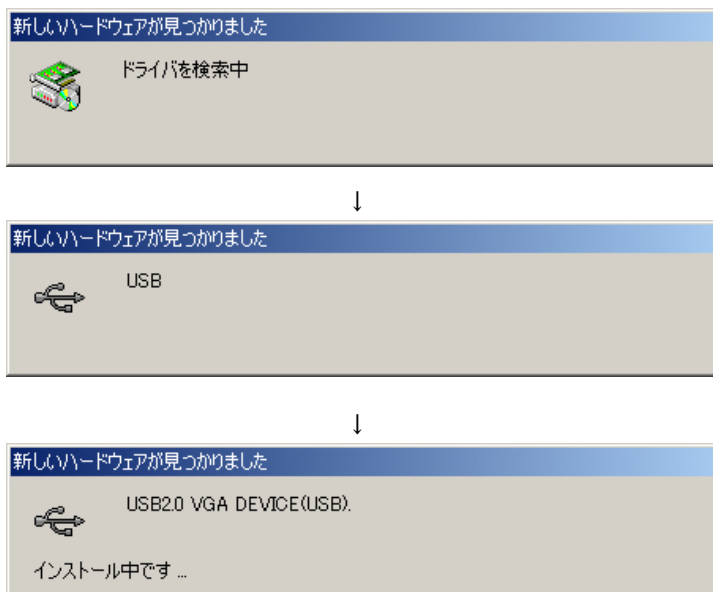 新しいハードウェアが見つかりました
ドライバを検索中
↓
新しいハードウェアが見つかりました
USB
↓
新しいハードウェアが見つかりました
USB2.0 VGA DEVICE(USB).
インストール中です...